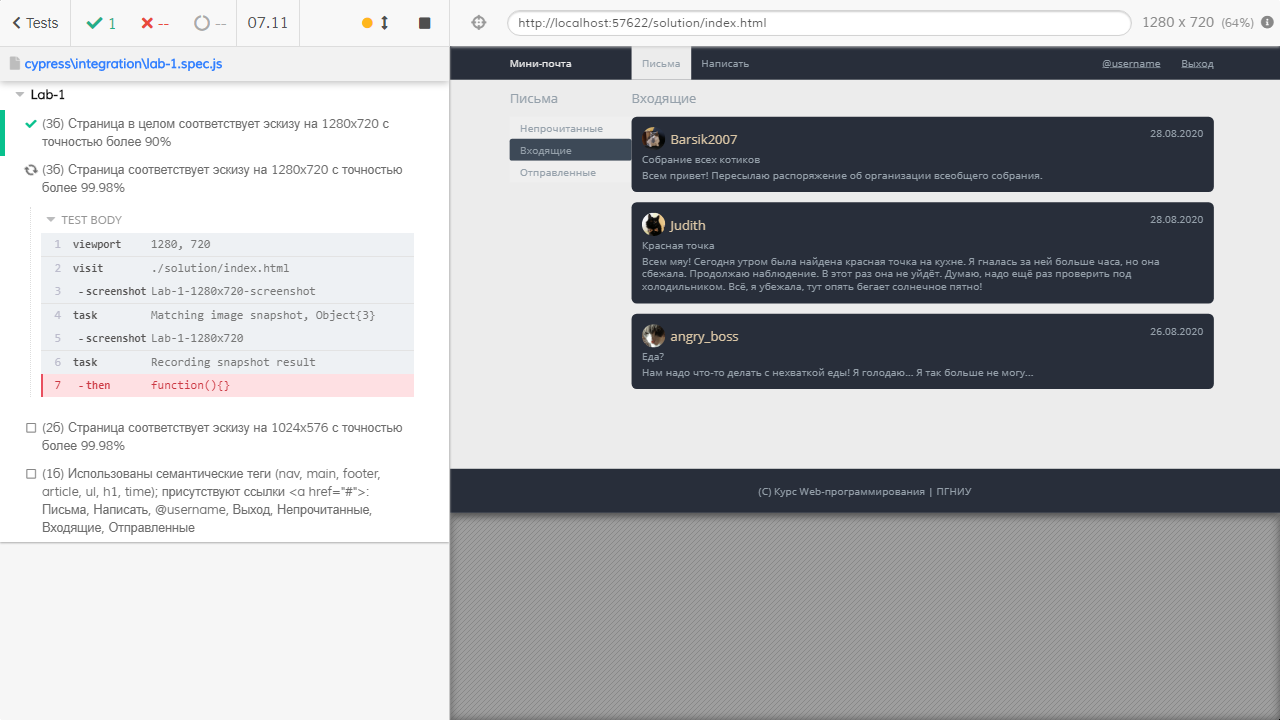 Tests
1
--
--
07.11
http://localhost:57622/solution/index.html
1280 x 720 (64%)
cypress\integration\lab-1.spec.js
Lab-1
(3б) Страница в целом соответствует эскизу на 1280x720 с
точностью более 90%
(3б) Страница соответствует эскизу на 1280x720 с точностью
более 99.98%
TEST BODY
1 viewport 1280, 720
2 visit ./solution/index.html
3 -screenshot Lab-1-1280x720-screenshot
4 task Matching image snapshot, Object{3}
5 -screenshot Lab-1-1280x720
6 task Recording snapshot result
7 -then function(){}
(2б) Страница соответствует эскизу на 1024x576 с точностью
более 99.98%
(1б) Использованы семантические теги (nav, main, footer,
article, ul, h1, time); присутствуют ссылки <a href="#">:
Письма, Написать, @username, Выход, Непрочитанные,
Входящие, Отправленные
Мини-почта
Письма
Написать
@username
Выход
Письма
Непрочитанные
Входящие
Отправленные
Входящие
Barsik2007
28.08.2020
Собрание всех котиков
Всем привет! Пересылаю распоряжение об организации всеобщего собрания.
Judith
28.08.2020
Красная точка
Всем мяу! Сегодня утром была найдена красная точка на кухне. Я гналась за ней больше часа, но она
сбежала. Продолжаю наблюдение. В этот раз она не уйдёт. Думаю, надо ещё раз проверить под
холодильником. Всё, я убежала, тут опять бегает солнечное пятно!
angry_boss
26.08.2020
Еда?
Нам надо что-то делать с нехваткой еды! Я голодаю... Я так больше не могу...
(C) Курс Web-программирования | ПГНИУ